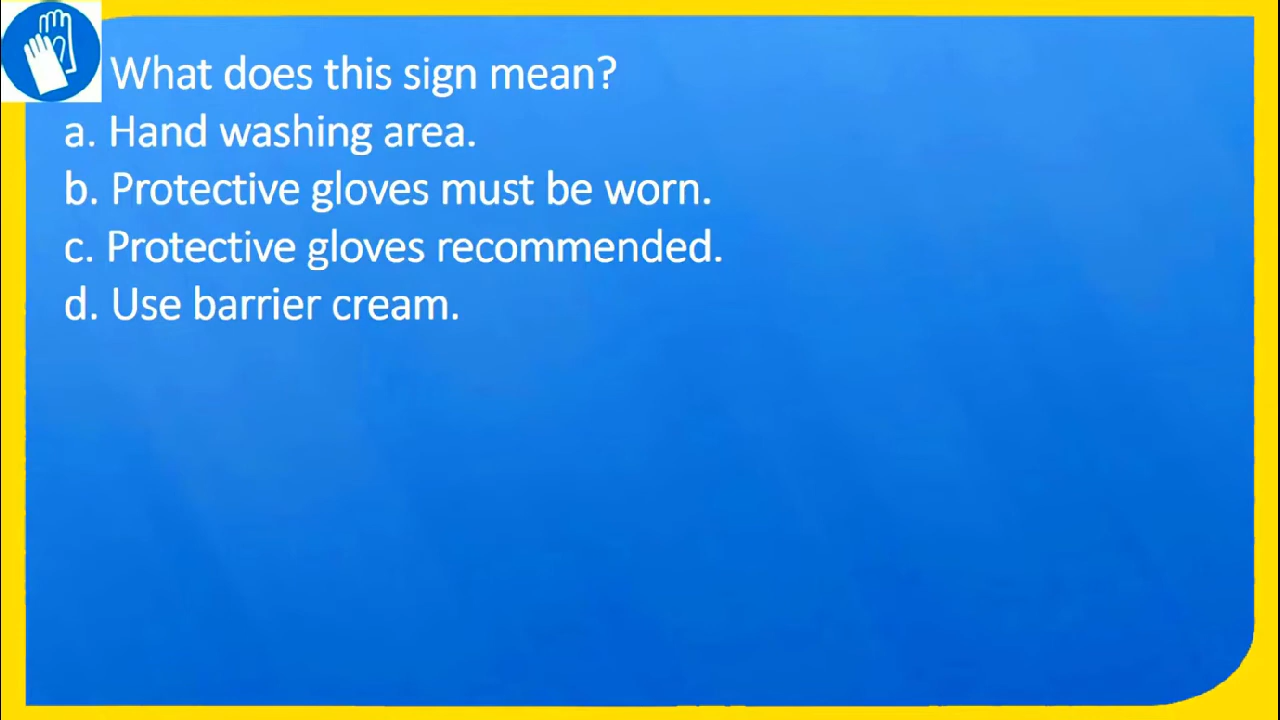 What does this sign mean?
a. Hand washing area.
b. Protective gloves must be worn.
c. Protective gloves recommended.
d. Use barrier cream.